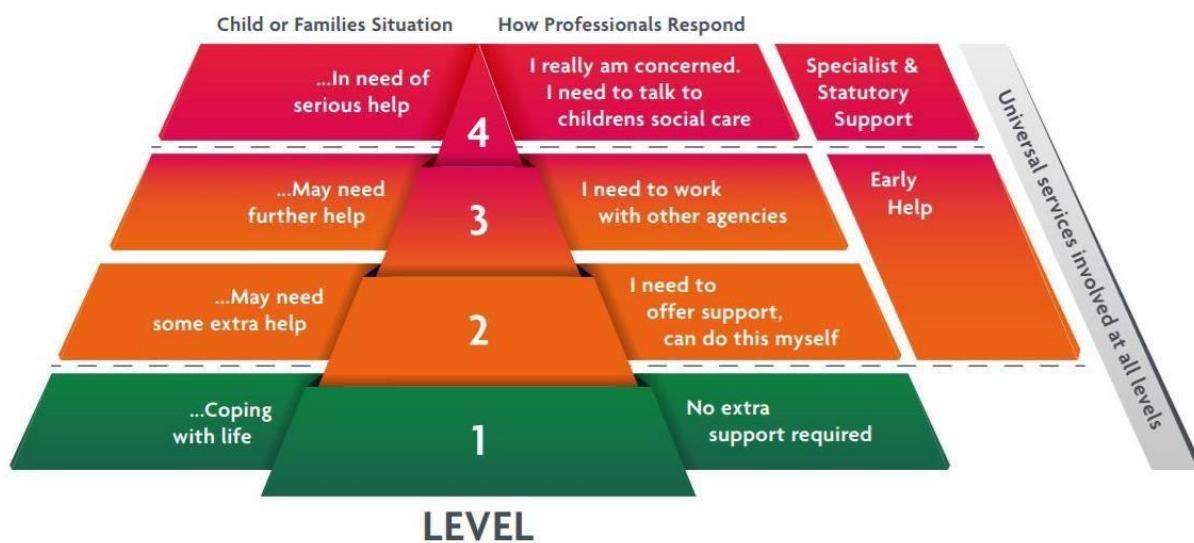 Child or Families Situation
How Professionals Respond
...In need of
serious help
4
I really am concerned.
I need to talk to
childrens social care
Specialist &
Statutory
Support
...May need
further help
3
I need to work
with other agencies
Early
Help
...May need
some extra help
2
I need to
offer support,
can do this myself
...Coping
with life
1
No extra
support required
Universal services involved at all levels
LEVEL